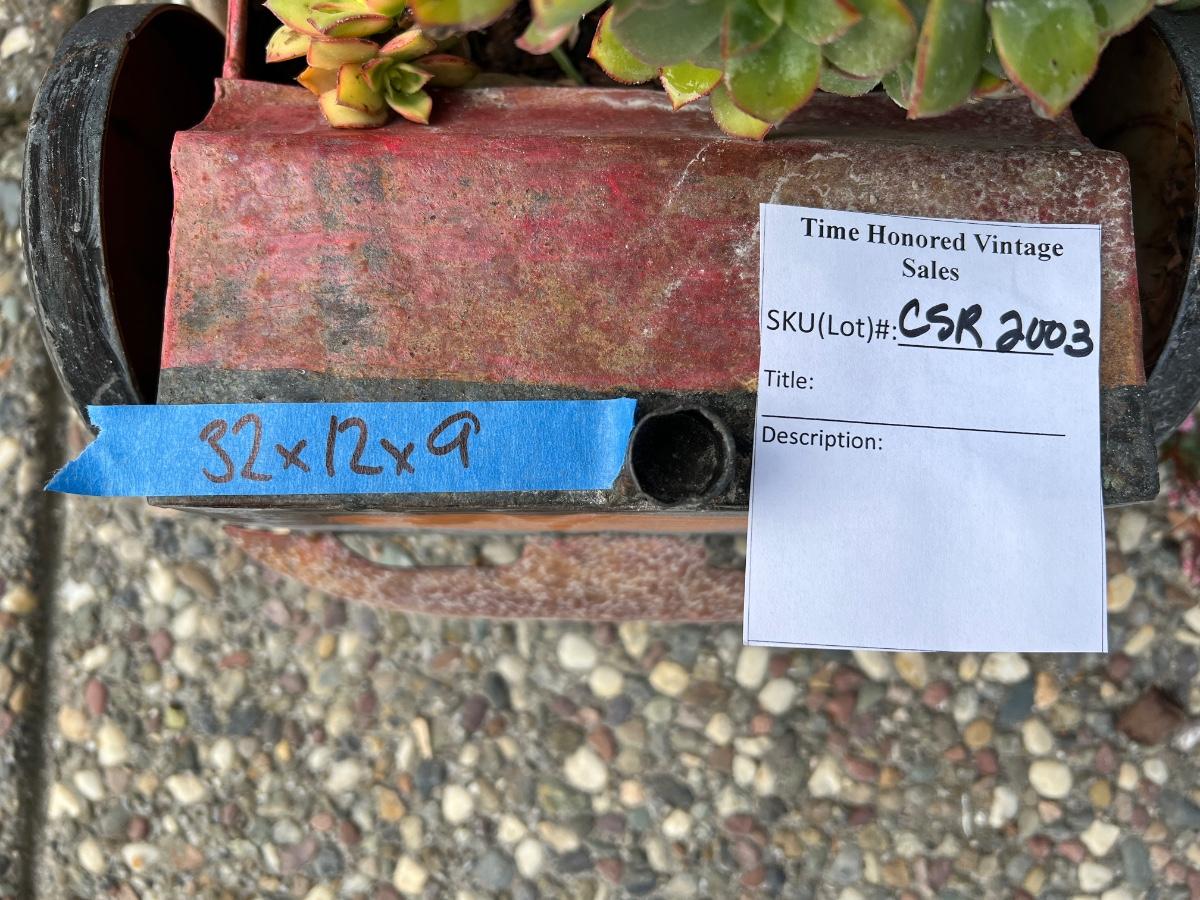 Time Honored Vintage
Sales
SKU(Lot)#: CSR 2003
Title:
Description:
32x12x9